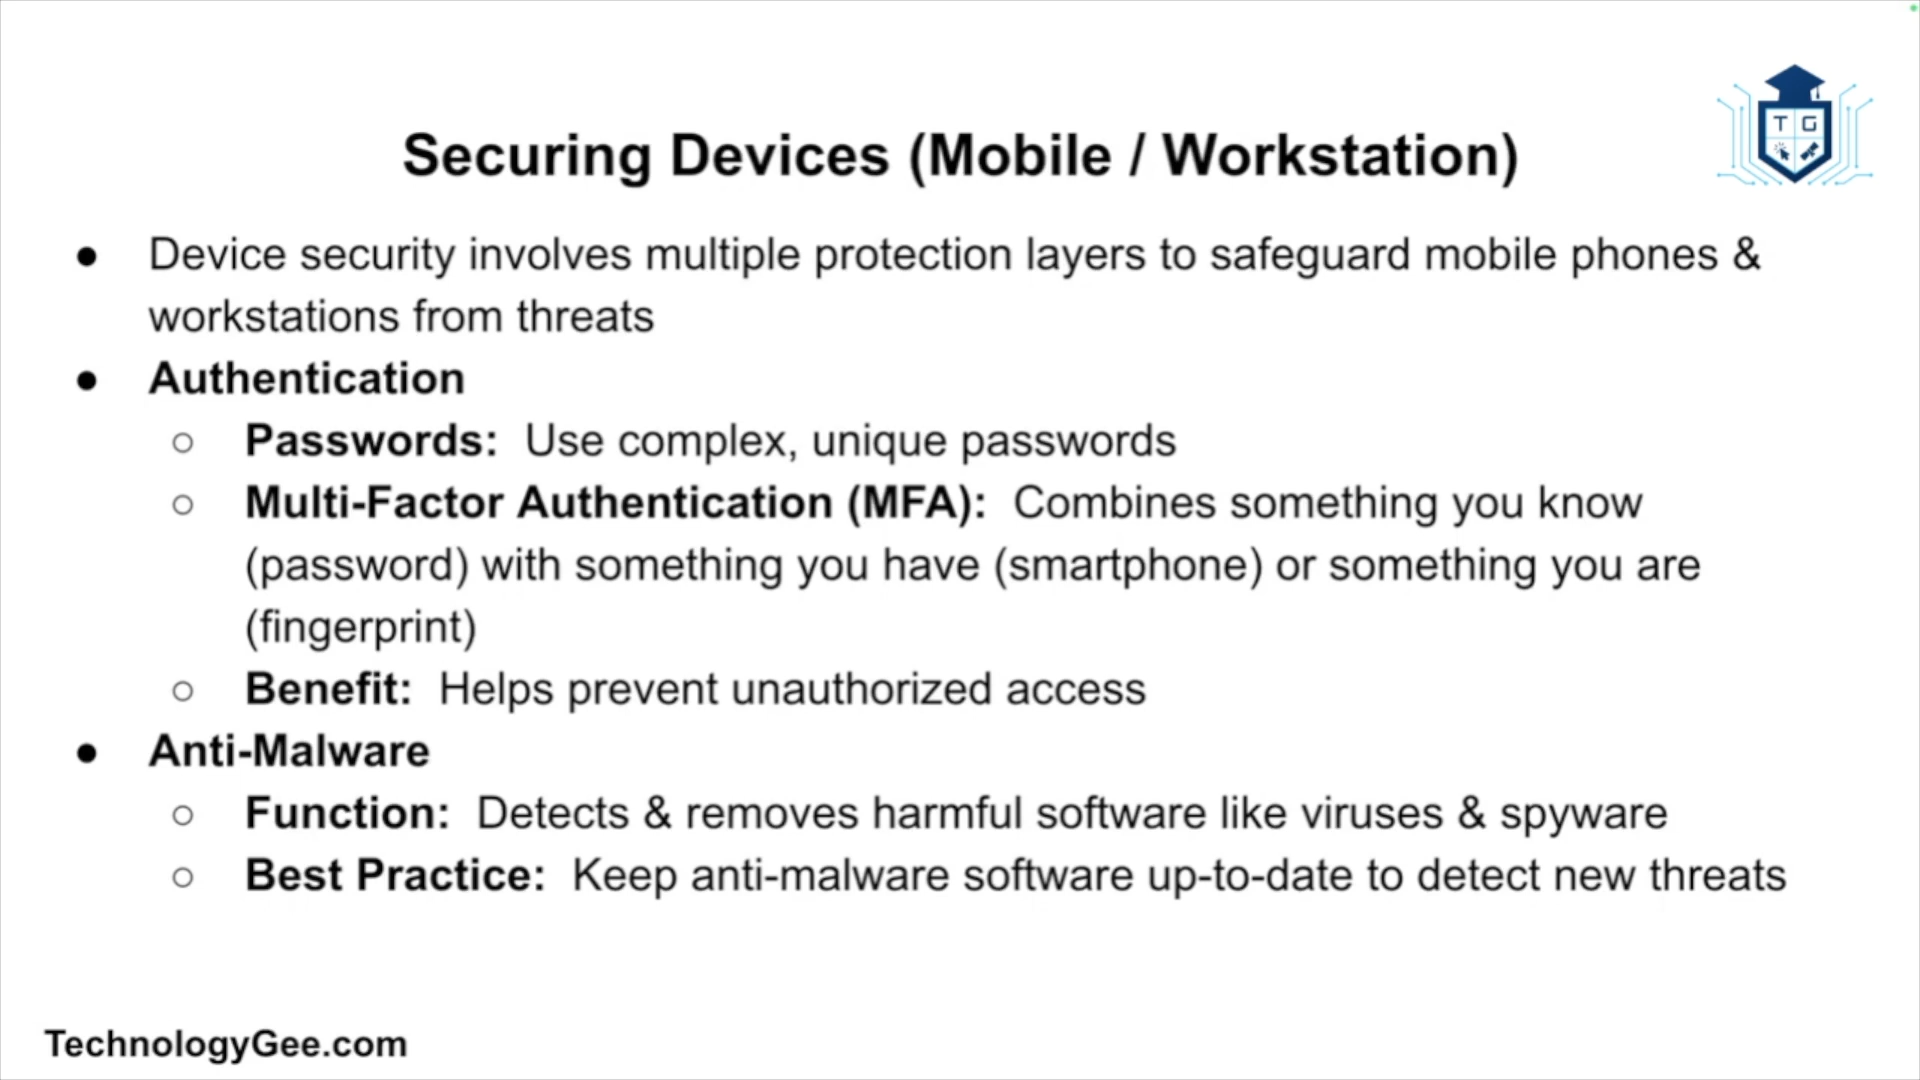 T G
Securing Devices (Mobile / Workstation)
● Device security involves multiple protection layers to safeguard mobile phones &
workstations from threats
● Authentication
○ Passwords: Use complex, unique passwords
○ Multi-Factor Authentication (MFA): Combines something you know
(password) with something you have (smartphone) or something you are
(fingerprint)
○ Benefit: Helps prevent unauthorized access
● Anti-Malware
○ Function: Detects & removes harmful software like viruses & spyware
○ Best Practice: Keep anti-malware software up-to-date to detect new threats
TechnologyGee.com